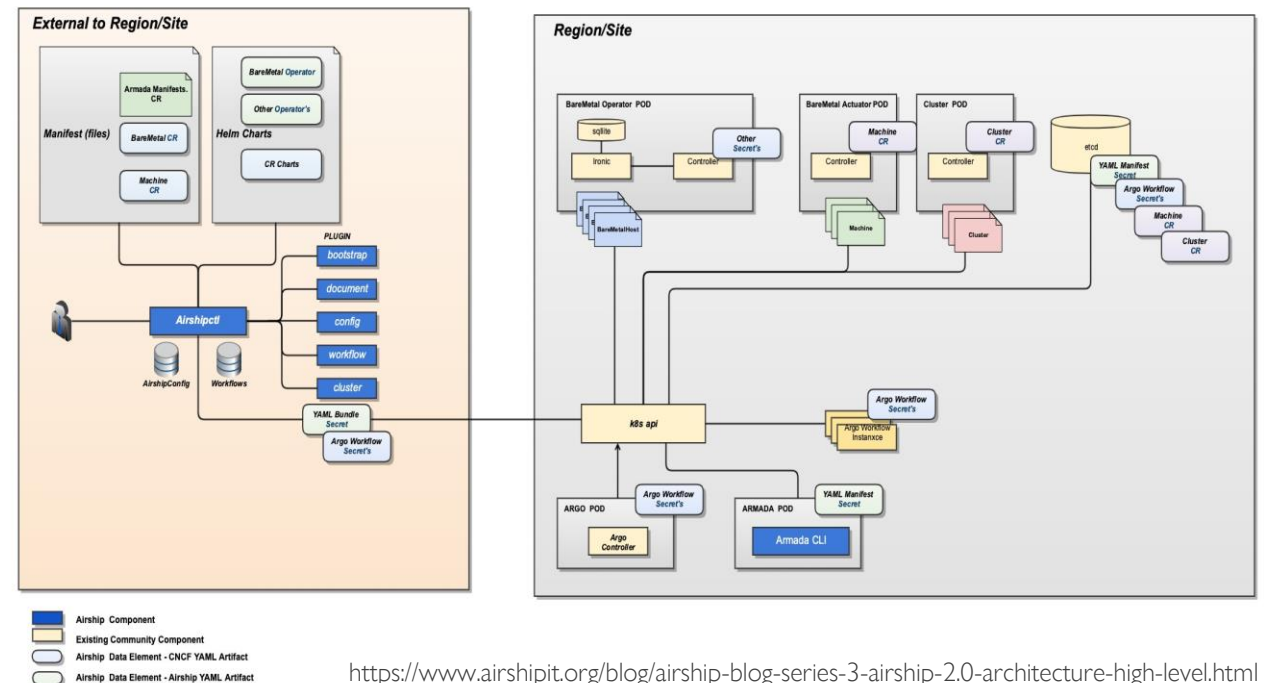 External to Region/Site
Armada Manifests.
CR
Manifest (files)
BareMetal CR
Machine
CR
BareMetal Operator
Other Operator's
Helm Charts
CR Charts
PLUGIN
bootstrap
document
config
workflow
cluster
Airshipctl
AirshipConfig
Workflows
YAML Bundle
Secret
Argo Workflow
Secret's
Region/Site
BareMetal Operator POD
sqllite
Ironic
Controller
Other
Secret's
BareMetalHost
BareMetal Actuator POD
Machine
CR
Controller
Machine
Cluster POD
Cluster
CR
Controller
Cluster
etcd
YAML Manifest
Secret
Argo Workflow
Secret's
Machine
CR
Cluster
CR
k8s api
Argo Workflow
Secret's
Argo Workflow
Instanxce
ARGO POD
Argo Workflow
Secret's
Argo
Controller
ARMADA POD
YAML Manifest
Secret
Armada CLI
Airship Component
Existing Community Component
Airship Data Element - CNCF YAML Artifact
Airship Data Element - Airship YAML Artifact
https://www.airshipit.org/blog/airship-blog-series-3-airship-2.0-architecture-high-level.html